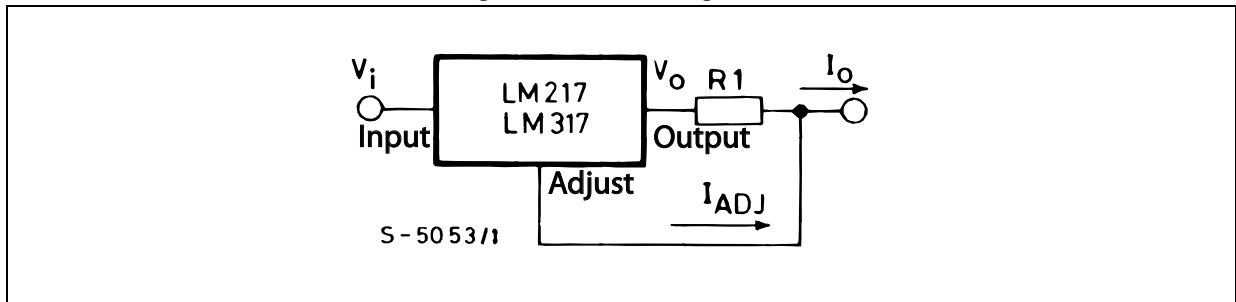 Vi
Input
LM217
LM317
Vo
Output
R1
Io
Adjust
IADJ
S-5053/1